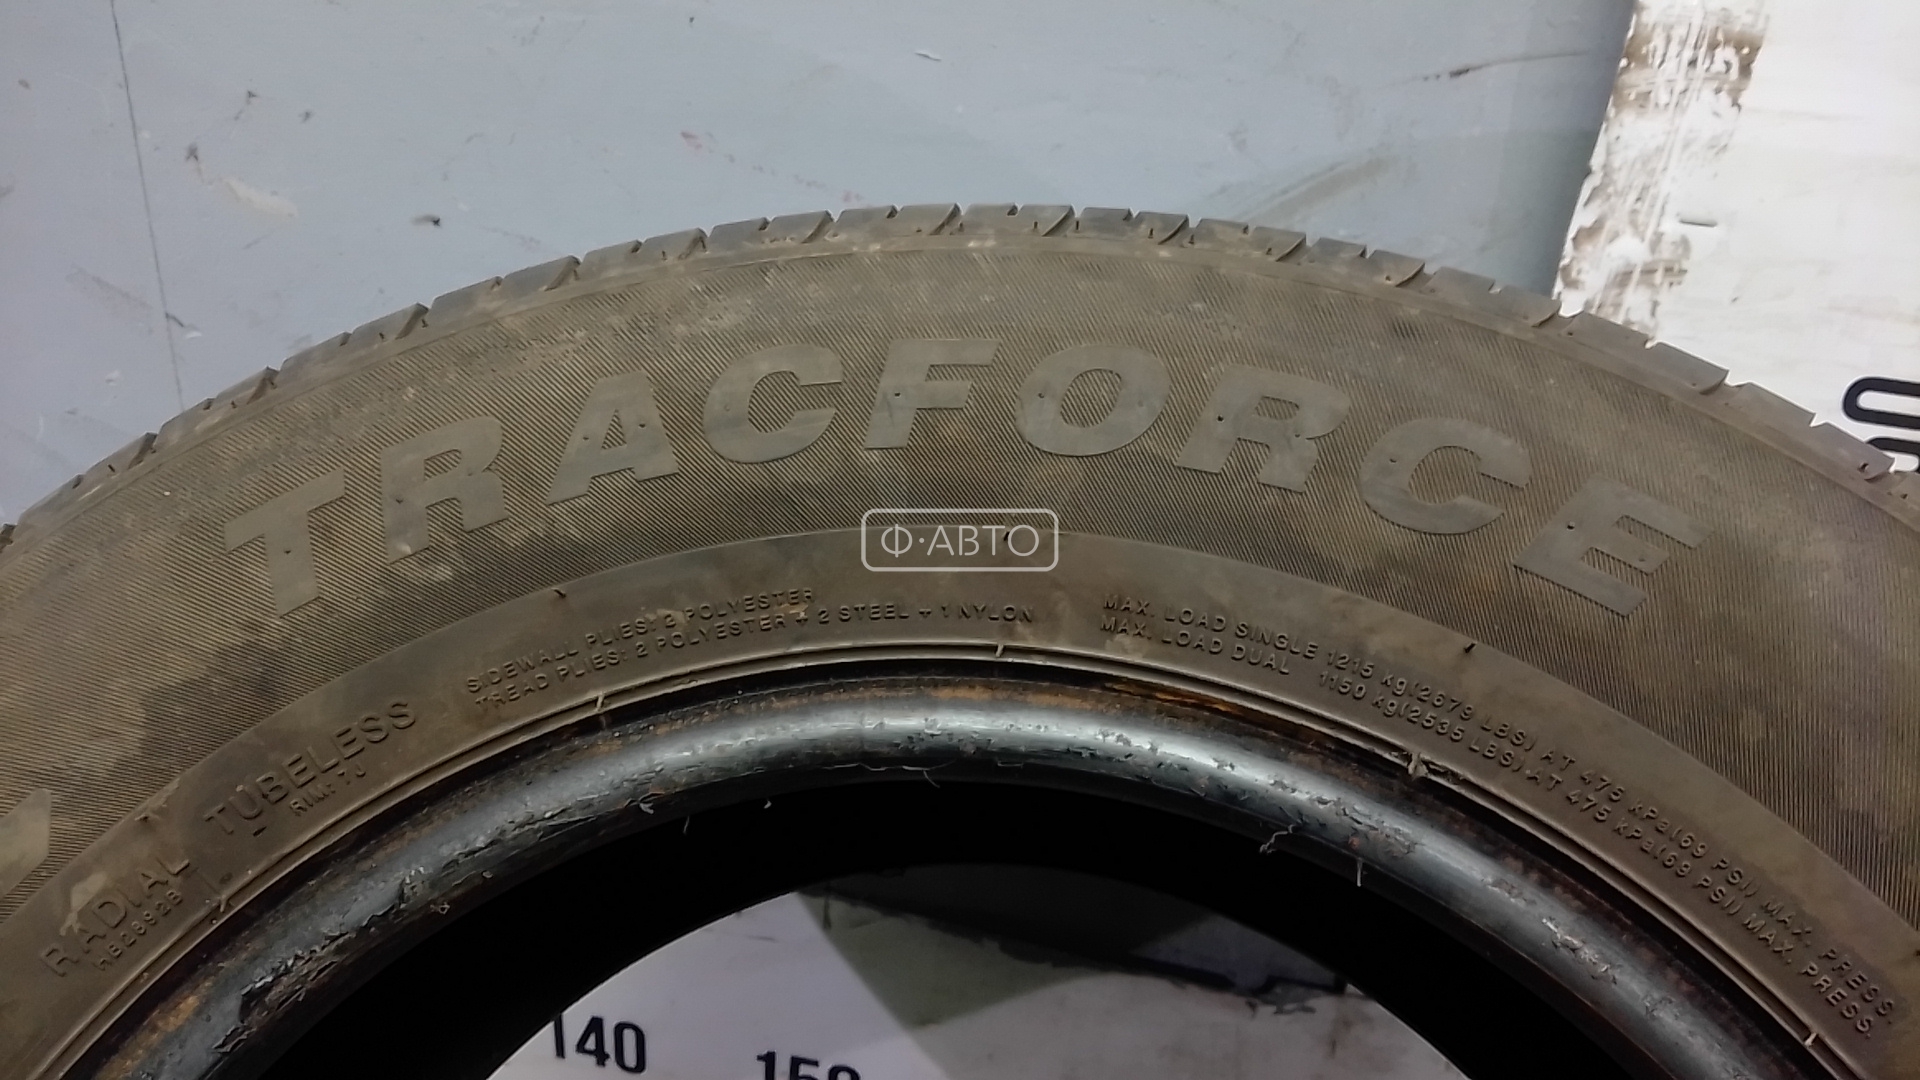 TRACFORCE
Ф·АВТО
SIDEWALL PLIES: 2 POLYESTER
TREAD PLIES: 2 POLYESTER + 2 STEEL + 1 NYLON
MAX. LOAD SINGLE 1215 kg(2679 LBS) AT 475 kPa(69 PSI) MAX. PRESS.
MAX. LOAD DUAL 1150 kg(2535 LBS) AT 475 kPa(69 PSI) MAX. PRESS.
RADIAL TUBELESS
RIM: 7J
140
150